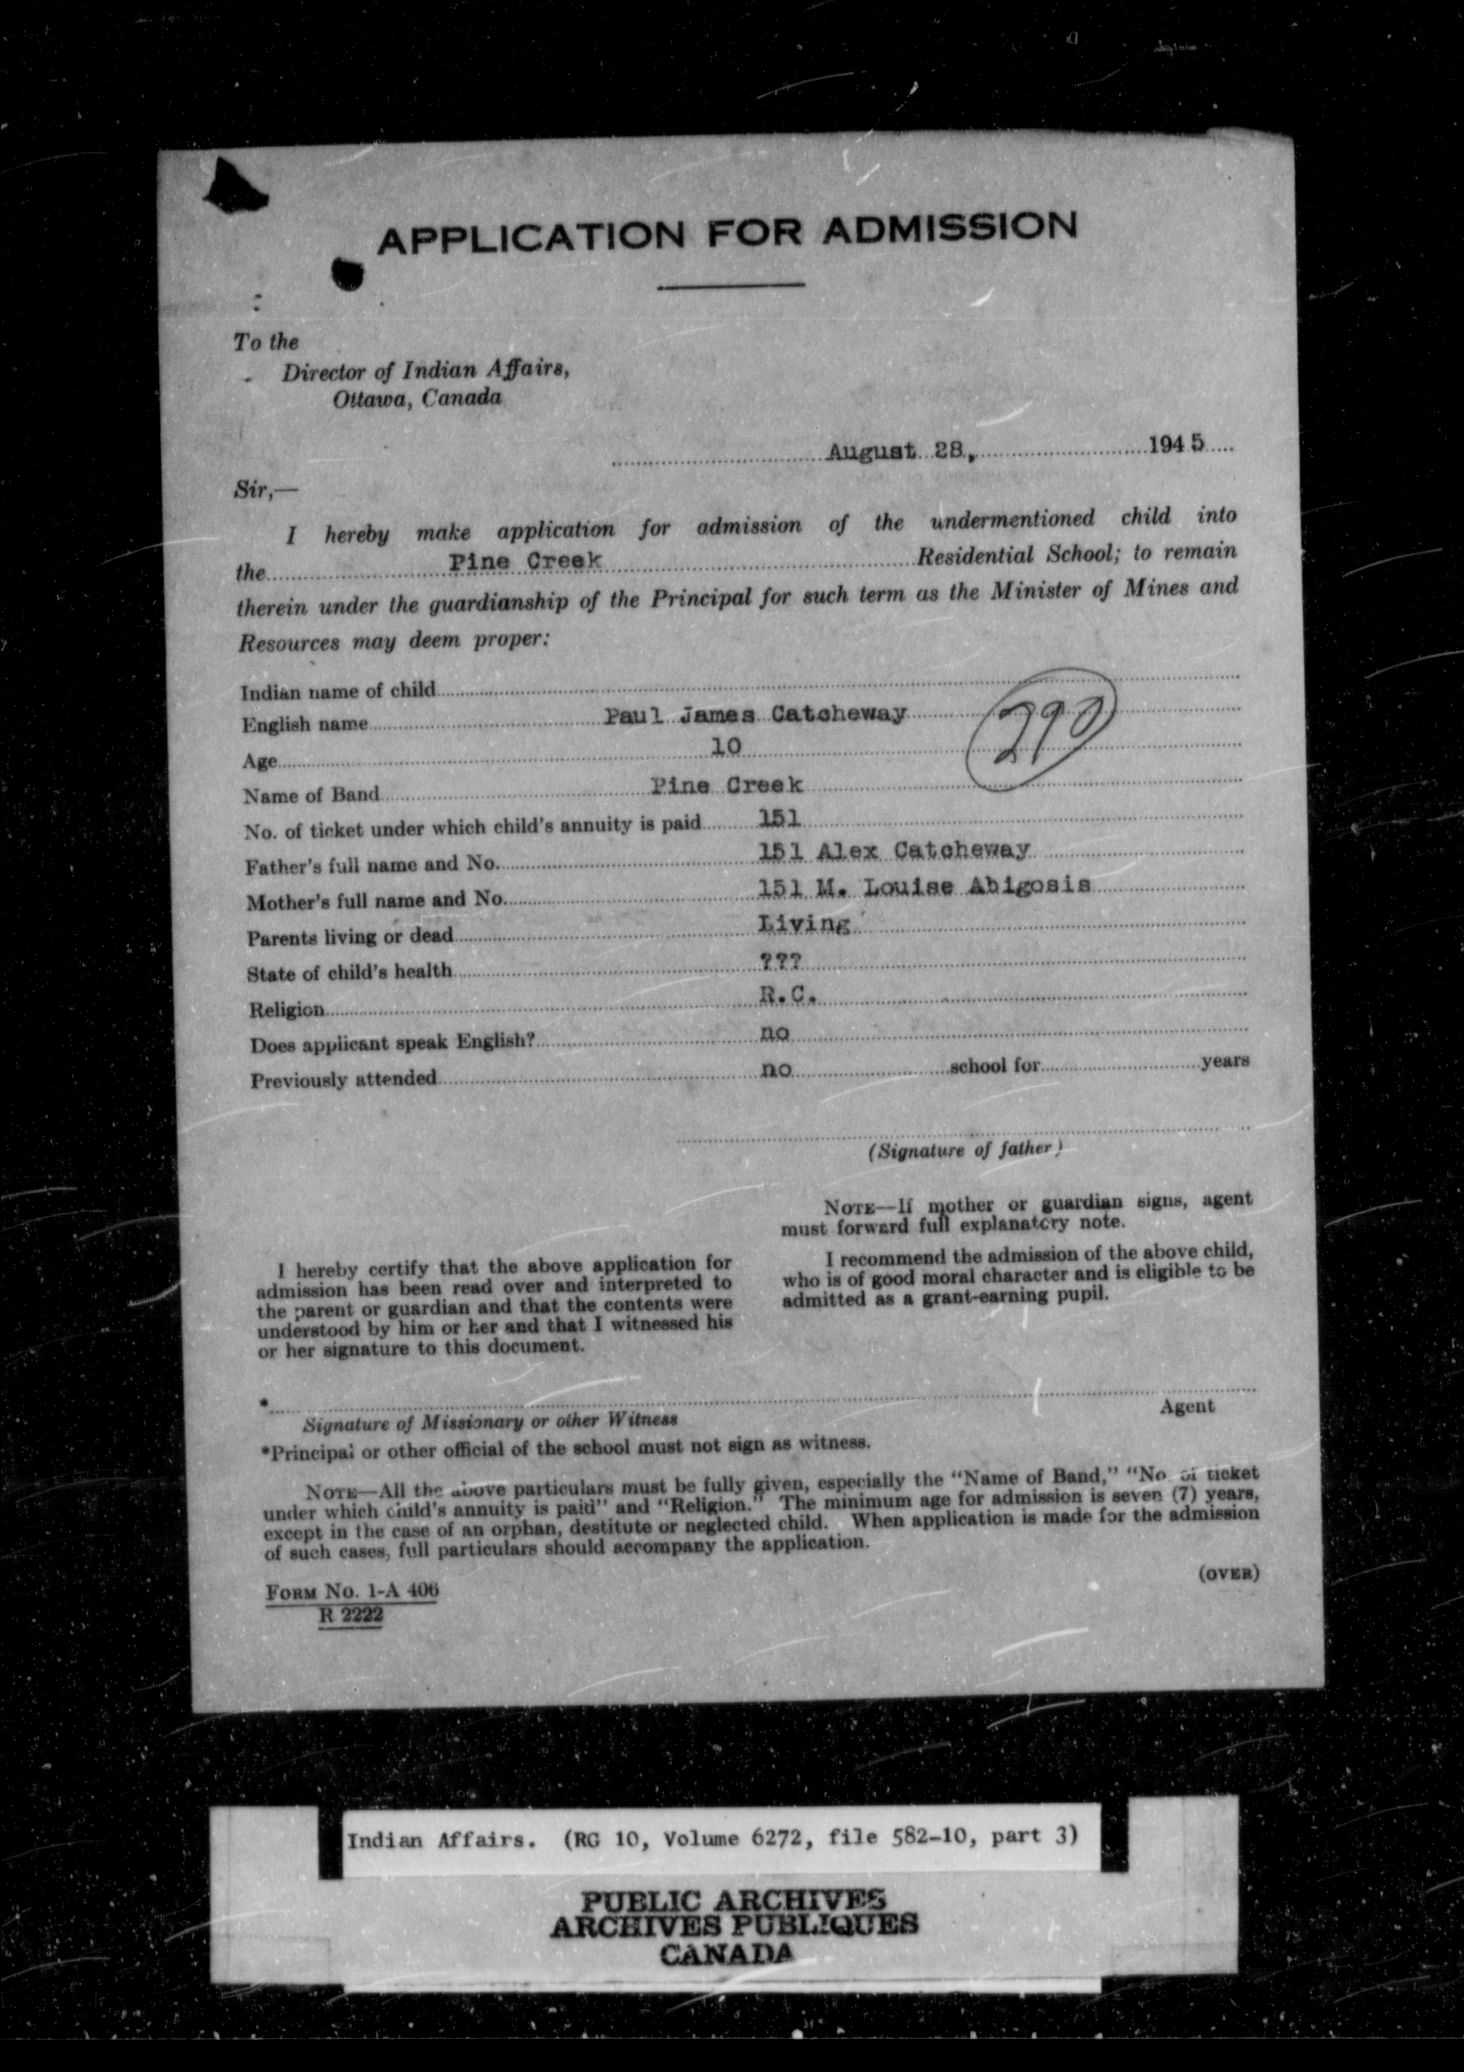 APPLICATION FOR ADMISSION
To the
Director of Indian Affairs,
Ottawa, Canada
August 28, 1945
Sir,—
I hereby make application for admission of the undermentioned child into
the Pine Creek Residential School; to remain
therein under the guardianship of the Principal for such term as the Minister of Mines and
Resources may deem proper:
Indian name of child
English name Paul James Catcheway
Age 10
Name of Band Pine Creek
No. of ticket under which child's annuity is paid 151
Father's full name and No. 151 Alex Catcheway
Mother's full name and No. 151 M. Louise Abigosis
Parents living or dead Living
State of child's health ???
Religion R.C.
Does applicant speak English? no
Previously attended no school for years
290
(Signature of father)
NOTE—If mother or guardian signs, agent
must forward full explanatory note.
I recommend the admission of the above child,
who is of good moral character and is eligible to be
admitted as a grant-earning pupil.
I hereby certify that the above application for
admission has been read over and interpreted to
the parent or guardian and that the contents were
understood by him or her and that I witnessed his
or her signature to this document.
*
Signature of Missionary or other Witness
Agent
*Principal or other official of the school must not sign as witness.
NOTE—All the above particulars must be fully given, especially the "Name of Band," "No. of ticket
under which child's annuity is paid" and "Religion." The minimum age for admission is seven (7) years,
except in the case of an orphan, destitute or neglected child. When application is made for the admission
of such cases, full particulars should accompany the application.
(OVER)
FORM No. 1-A 406
R 2222
Indian Affairs. (RG 10, Volume 6272, file 582-10, part 3)
PUBLIC ARCHIVES
ARCHIVES PUBLIQUES
CANADA